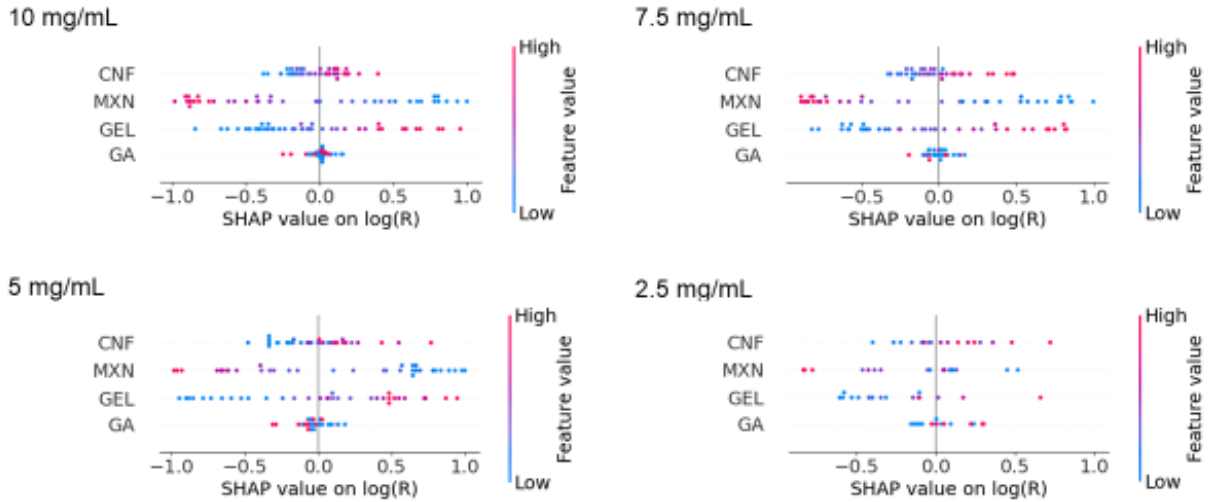 10 mg/mL
CNF
MXN
GEL
GA
−1.0 −0.5 0.0 0.5 1.0
SHAP value on log(R)
High
Feature value
Low
7.5 mg/mL
CNF
MXN
GEL
GA
−0.5 0.0 0.5 1.0
SHAP value on log(R)
High
Feature value
Low
5 mg/mL
CNF
MXN
GEL
GA
−1.0 −0.5 0.0 0.5 1.0
SHAP value on log(R)
High
Feature value
Low
2.5 mg/mL
CNF
MXN
GEL
GA
−0.5 0.0 0.5 1.0
SHAP value on log(R)
High
Feature value
Low